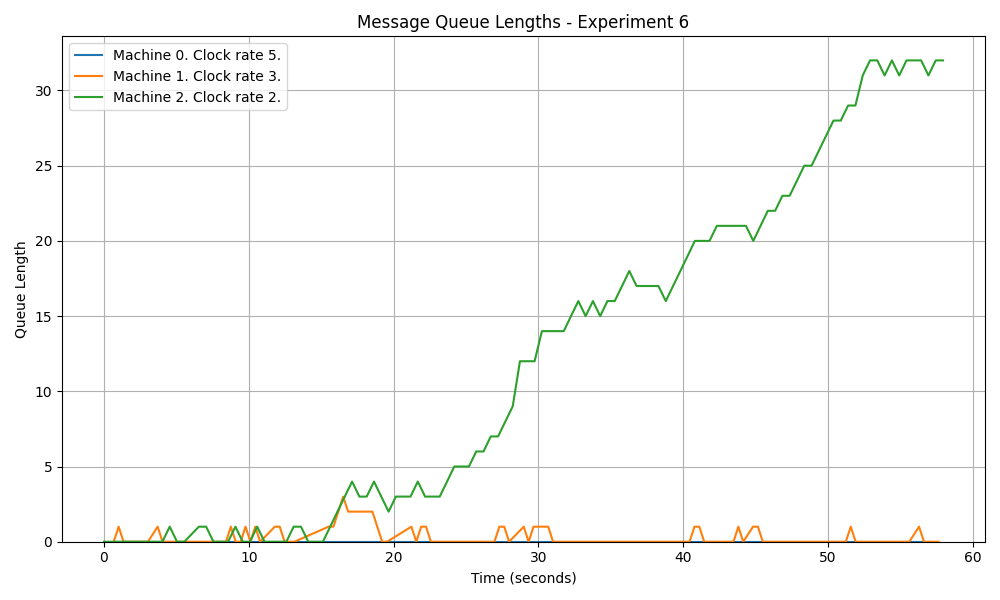 Message Queue Lengths - Experiment 6
Machine 0. Clock rate 5.
Machine 1. Clock rate 3.
Machine 2. Clock rate 2.
Queue Length
30
25
20
15
10
5
0
0 10 20 30 40 50 60
Time (seconds)